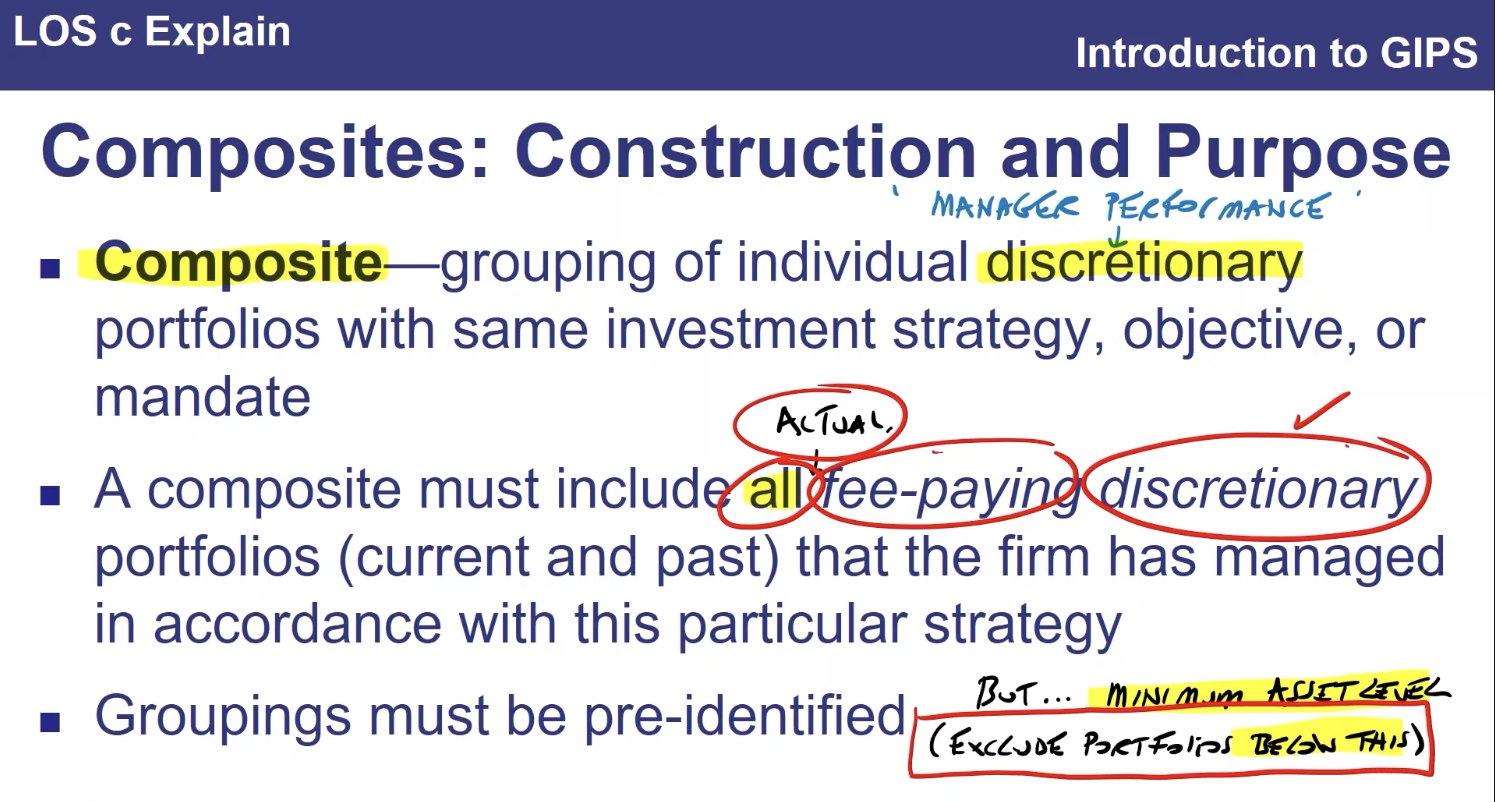 LOS c Explain
Introduction to GIPS
Composites: Construction and Purpose
' MANAGER PERFORMANCE '
■ Composite—grouping of individual discretionary
portfolios with same investment strategy, objective, or
mandate
ACTUAL.
■ A composite must include all fee-paying discretionary
portfolios (current and past) that the firm has managed
in accordance with this particular strategy
BUT... MINIMUM ASSET LEVEL
■ Groupings must be pre-identified
(EXCLUDE PORTFOLIOS BELOW THIS)